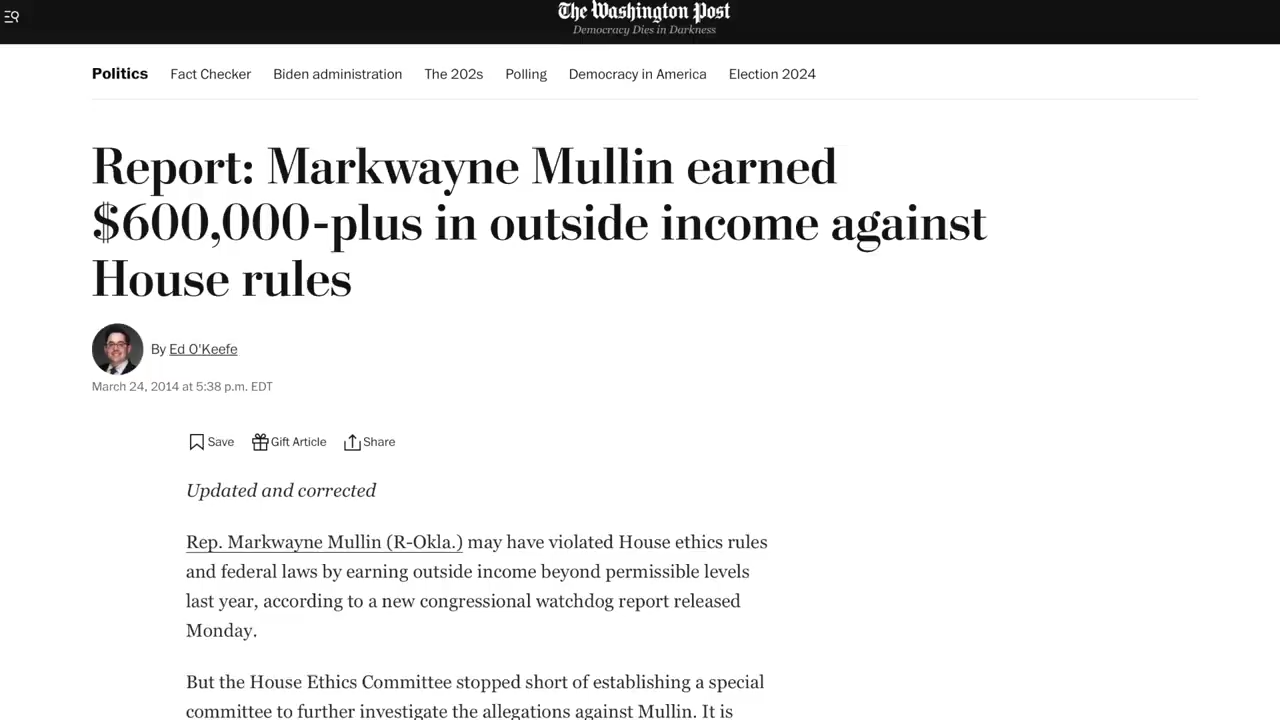 The Washington Post
Democracy Dies in Darkness
Politics Fact Checker Biden administration The 202s Polling Democracy in America Election 2024
Report: Markwayne Mullin earned
$600,000-plus in outside income against
House rules
By Ed O'Keefe
March 24, 2014 at 5:38 p.m. EDT
Save Gift Article Share
Updated and corrected
Rep. Markwayne Mullin (R-Okla.) may have violated House ethics rules
and federal laws by earning outside income beyond permissible levels
last year, according to a new congressional watchdog report released
Monday.
But the House Ethics Committee stopped short of establishing a special
committee to further investigate the allegations against Mullin. It is